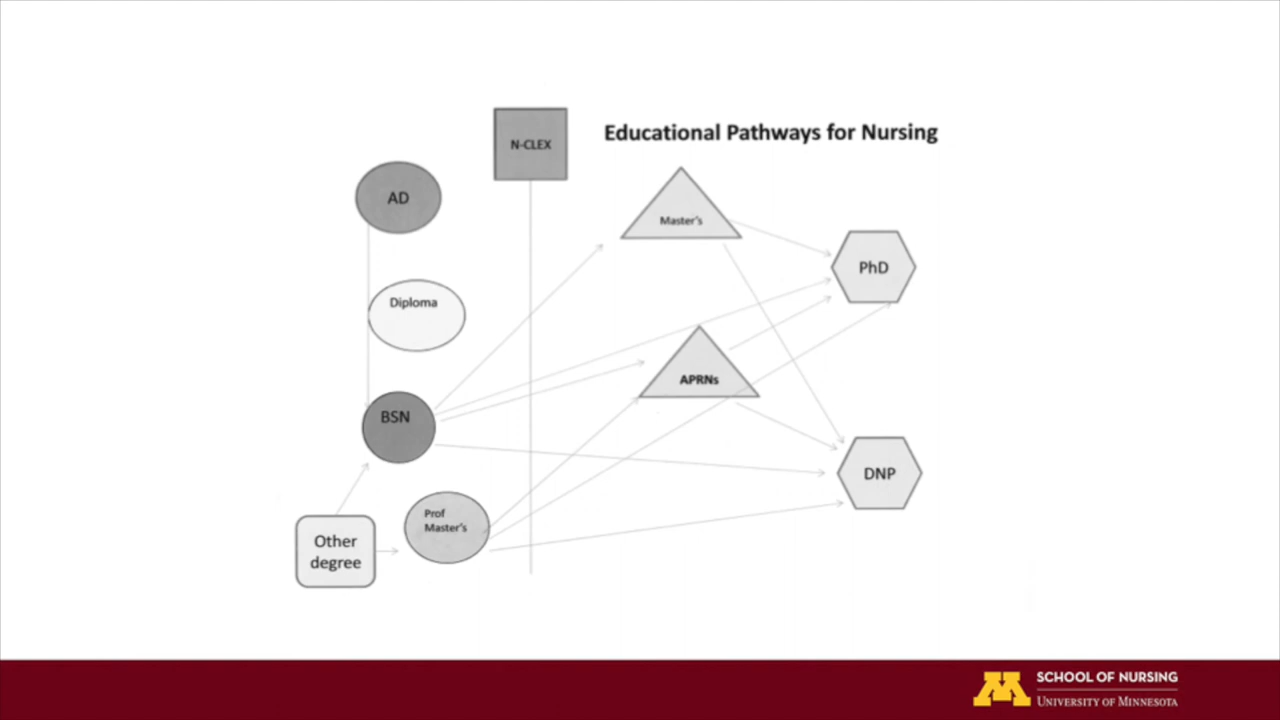 N-CLEX
Educational Pathways for Nursing
AD
Master's
PhD
Diploma
APRNs
BSN
DNP
Prof
Master's
Other
degree
SCHOOL OF NURSING
UNIVERSITY OF MINNESOTA